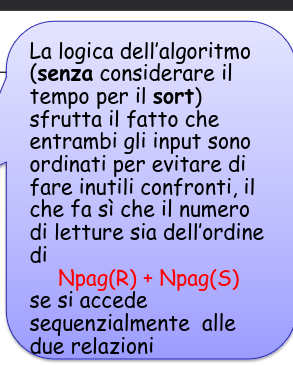 La logica dell'algoritmo
(senza considerare il
tempo per il sort)
sfrutta il fatto che
entrambi gli input sono
ordinati per evitare di
fare inutili confronti, il
che fa sì che il numero
di letture sia dell'ordine
di
Npag(R) + Npag(S)
se si accede
sequenzialmente alle
due relazioni